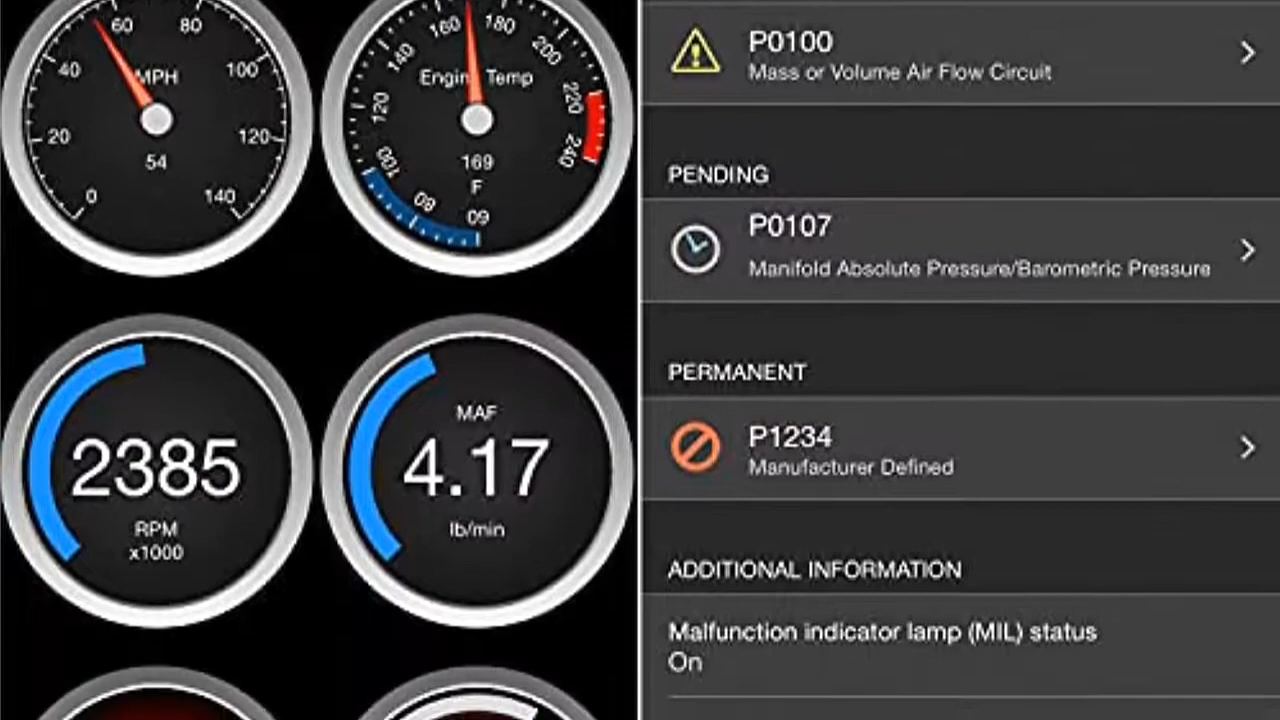 60
80
40
MPH
100
20
120
54
0
140
160
180
140
200
Engin Temp
120
220
100
240
169
F
80
60
2385
RPM
x1000
MAF
4.17
lb/min
P0100
Mass or Volume Air Flow Circuit
PENDING
P0107
Manifold Absolute Pressure/Barometric Pressure
PERMANENT
P1234
Manufacturer Defined
ADDITIONAL INFORMATION
Malfunction indicator lamp (MIL) status
On